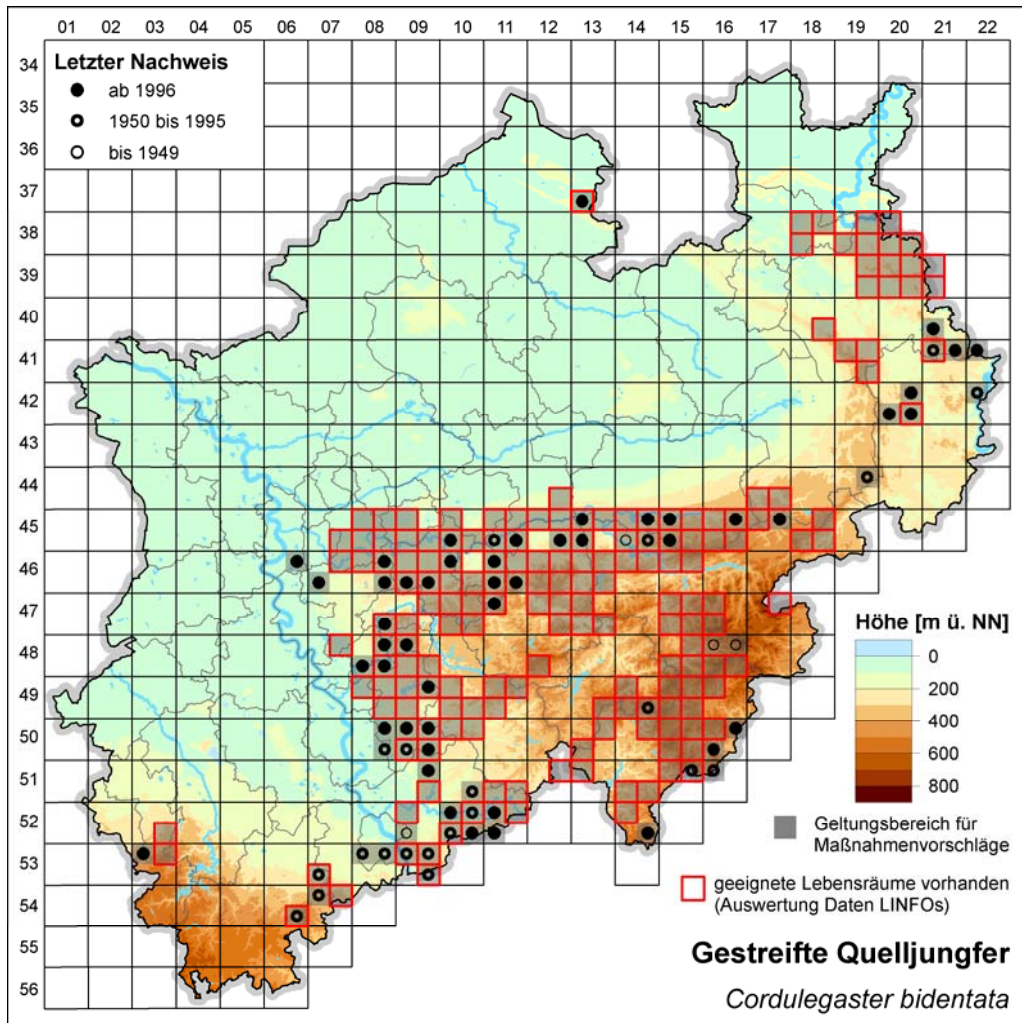 01 02 03 04 05 06 07 08 09 10 11 12 13 14 15 16 17 18 19 20 22
34
35
36
37
38
39
40
41
42
43
44
45
46
47
48
49
50
51
52
53
54
55
56
Letzter Nachweis
ab 1996
1950 bis 1995
bis 1949
Höhe [m ü. NN]
0
200
400
600
800
Geltungsbereich für
Maßnahmenvorschläge
geeignete Lebensräume vorhanden
(Auswertung Daten LINFOs)
Gestreifte Quelljungfer
Cordulegaster bidentata